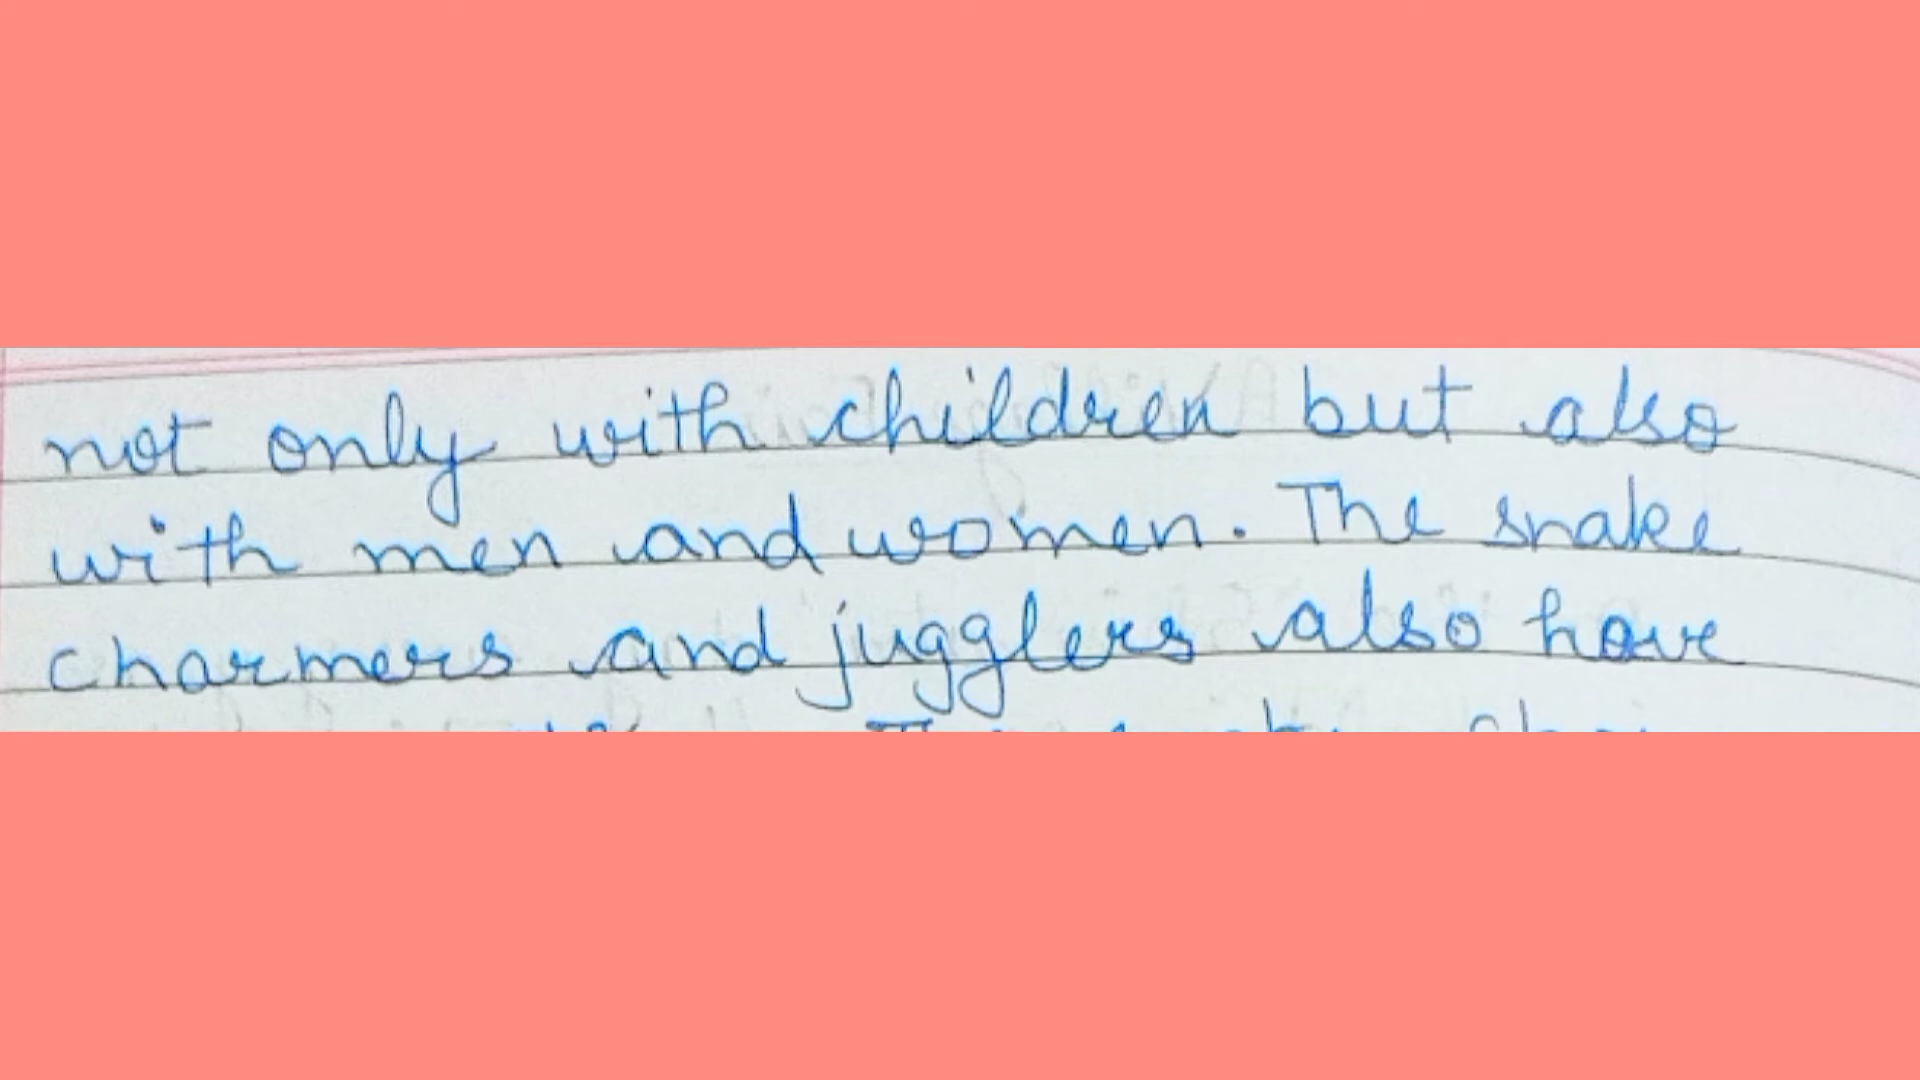 not only with children but also
with men and women. The snake
charmers and jugglers also have